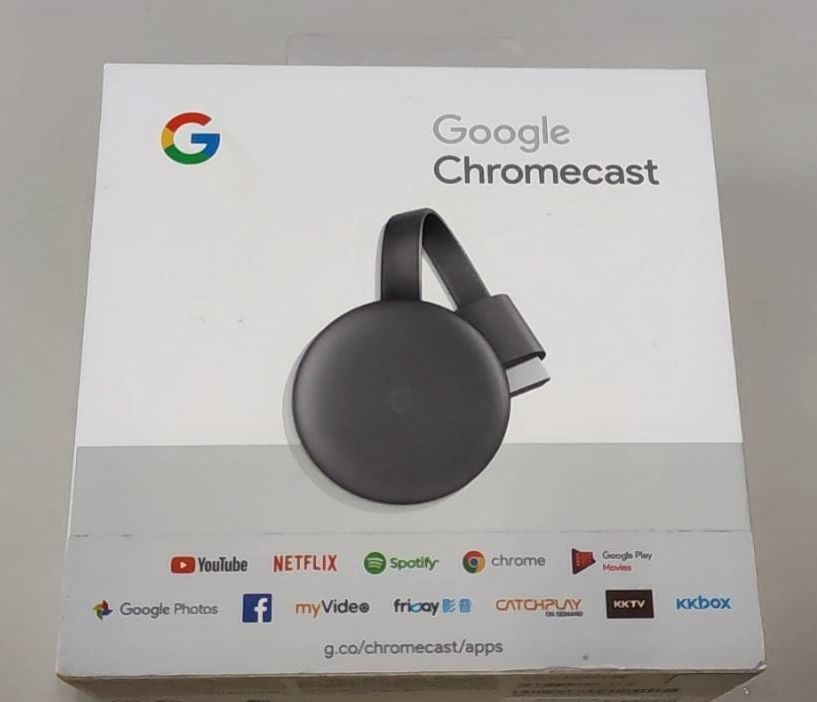 Google
Chromecast
YouTube NETFLIX Spotify chrome Google Play Movies
Google Photos f myVideo friday影音 CATCHPLAY ON DEMAND KKTV KKBOX
g.co/chromecast/apps